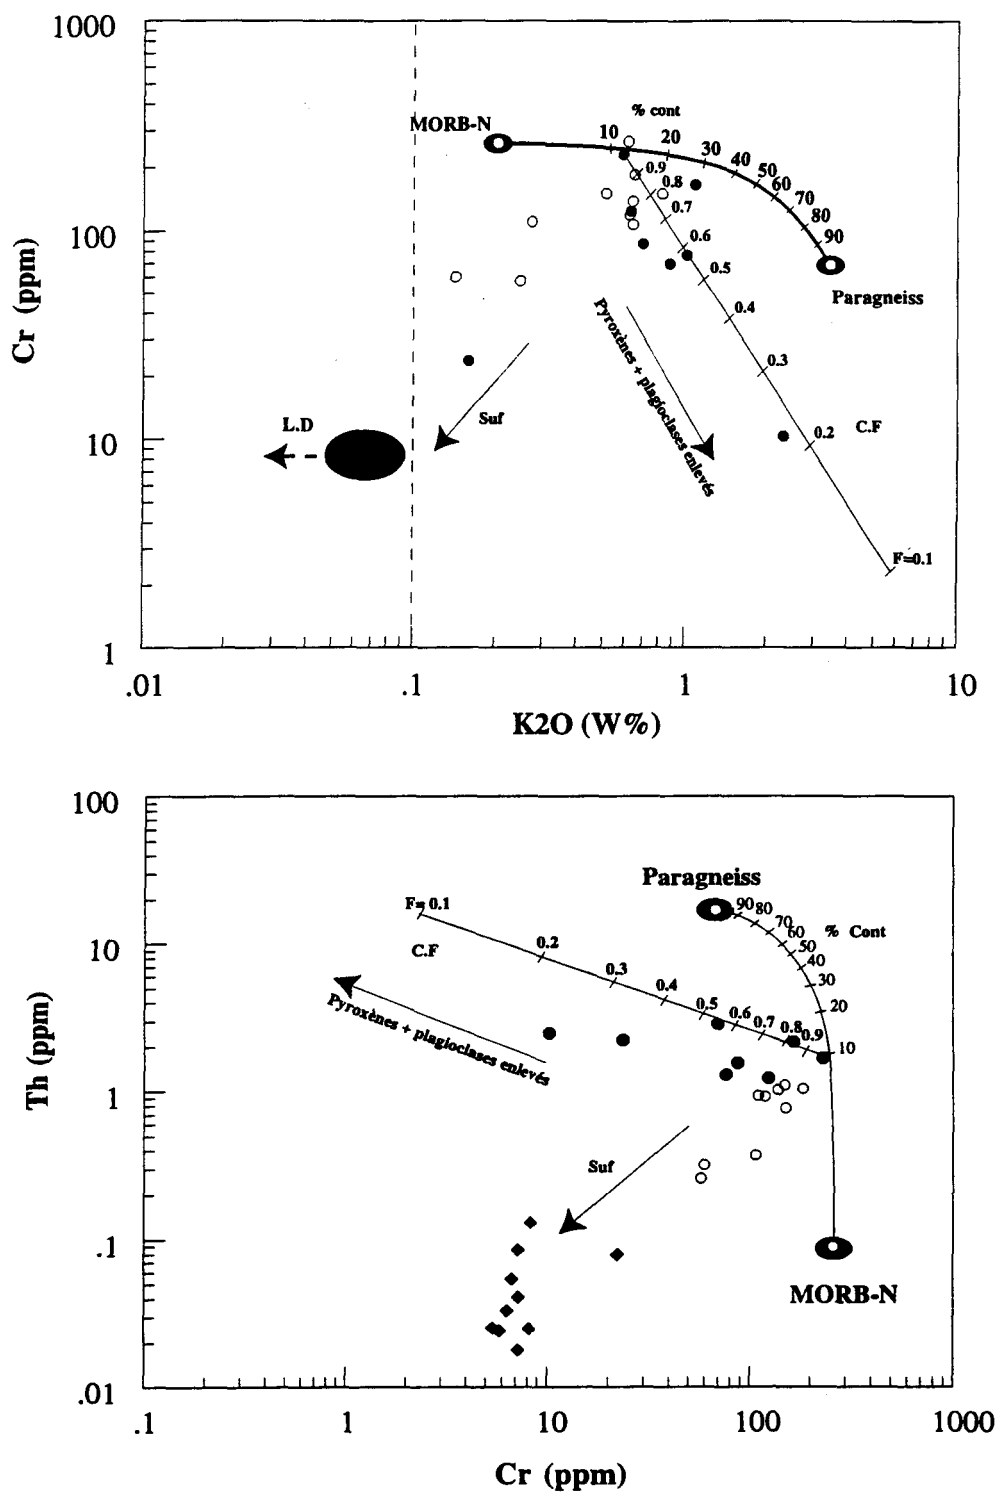 1000
% cont
MORB-N
10
20
30
40
50
60
70
80
90
0.9
0.8
0.7
100
0.6
0.5
Paragneiss
0.4
Cr (ppm)
Pyroxènes + plagioclases enlevés
0.3
Suf
L.D
C.F
0.2
10
F=0.1
1
.01
.1
1
10
K2O (W%)
100
Paragneiss
F= 0.1
90
80
70
% Cont
60
C.F
0.2
50
10
40
0.3
30
0.4
Pyroxènes + plagioclases enlevés
0.5
20
0.6
0.7
0.8
0.9
10
Th (ppm)
1
Suf
.1
MORB-N
.01
.1
1
10
100
1000
Cr (ppm)